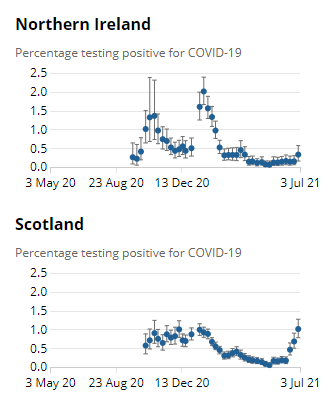 Northern Ireland
Percentage testing positive for COVID-19
2.5
2.0
1.5
1.0
0.5
0.0
3 May 20 23 Aug 20 13 Dec 20 3 Jul 21
Scotland
Percentage testing positive for COVID-19
2.5
2.0
1.5
1.0
0.5
0.0
3 May 20 23 Aug 20 13 Dec 20 3 Jul 21